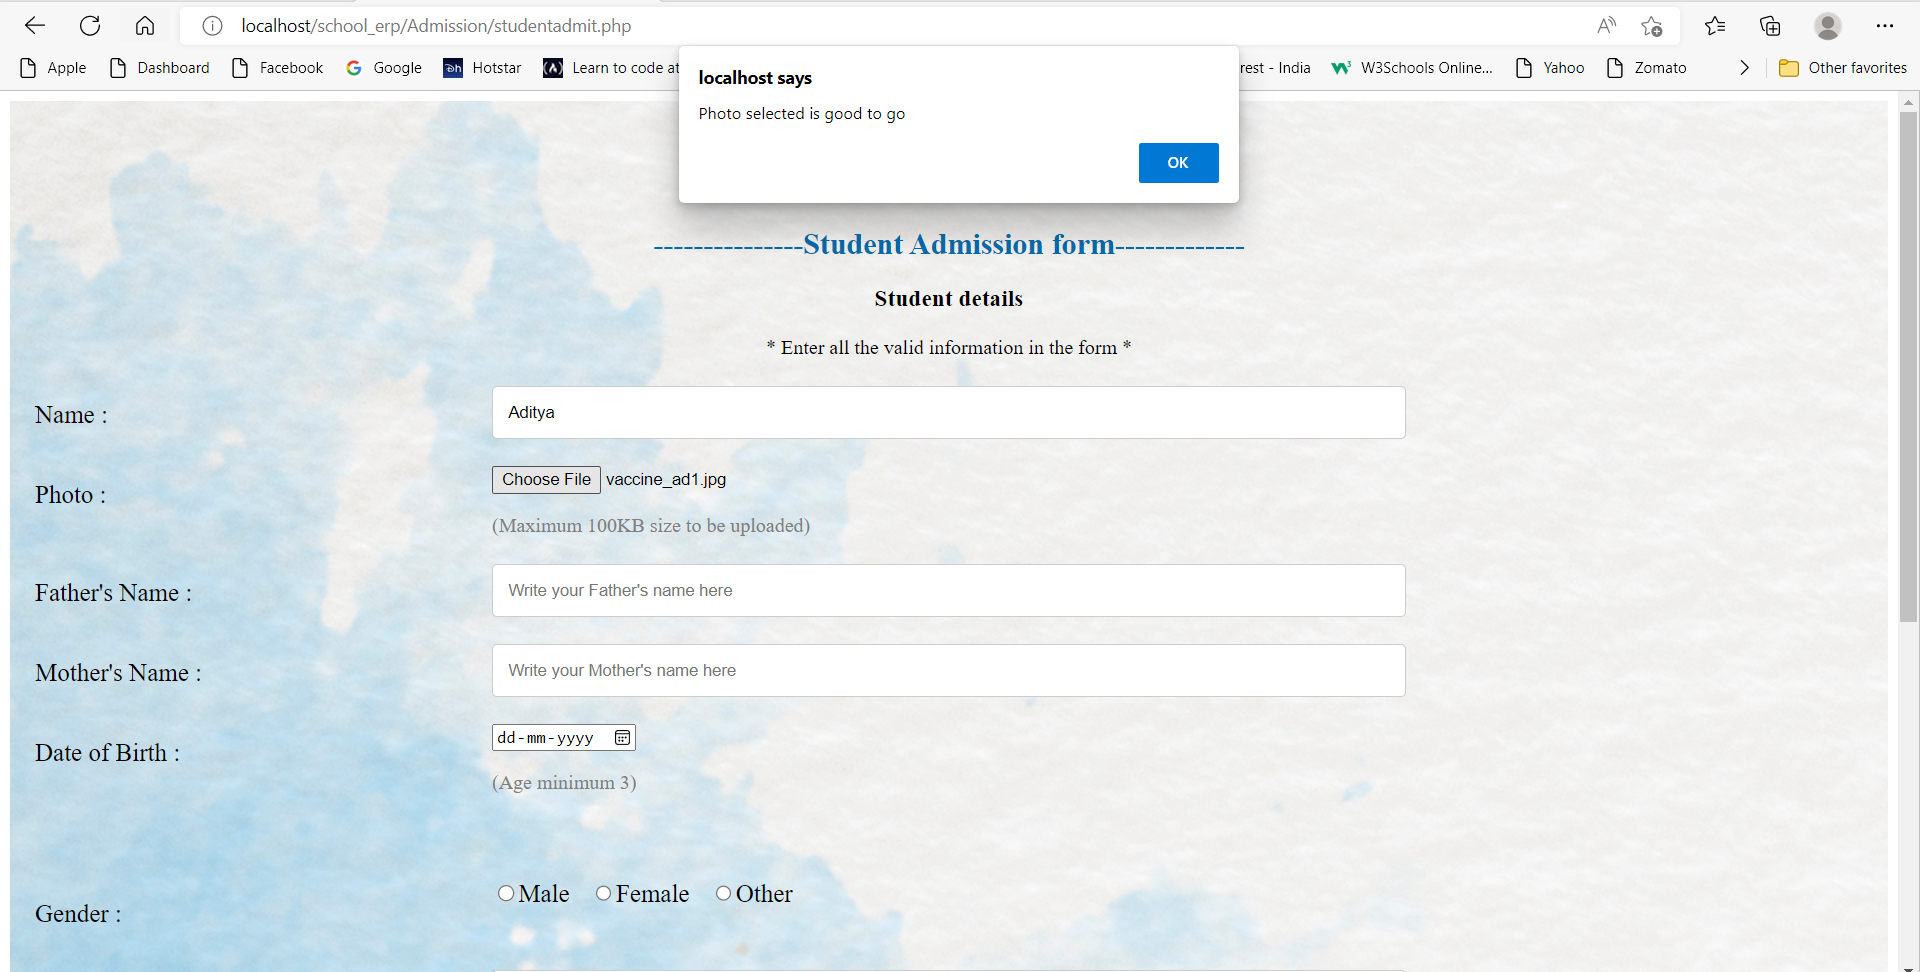 localhost/school_erp/Admission/studentadmit.php
Apple Dashboard Facebook Google Hotstar Learn to code at rest - India W3Schools Online... Yahoo Zomato Other favorites
localhost says
Photo selected is good to go
OK
---------------Student Admission form-------------
Student details
* Enter all the valid information in the form *
Name : Aditya
Photo : Choose File vaccine_ad1.jpg
(Maximum 100KB size to be uploaded)
Father's Name : Write your Father's name here
Mother's Name : Write your Mother's name here
Date of Birth : dd-mm-yyyy
(Age minimum 3)
Gender : Male Female Other